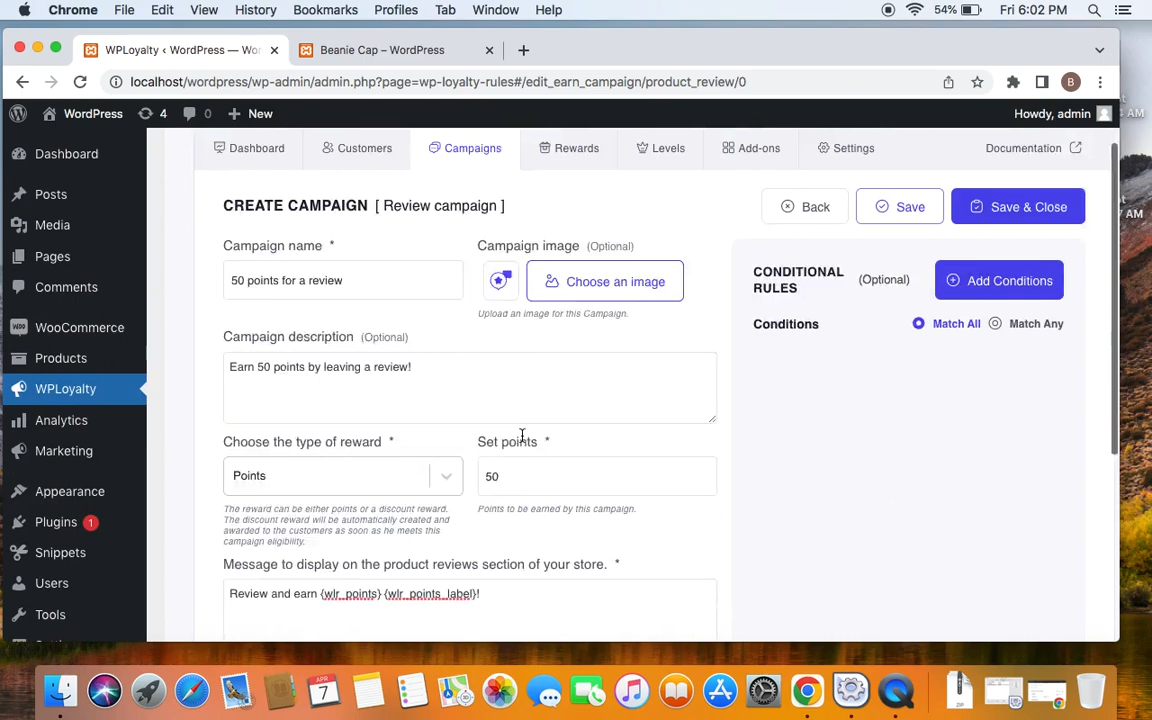 Chrome File Edit View History Bookmarks Profiles Tab Window Help 54% Fri 6:02 PM
WPLoyalty ‹ WordPress — Wor Beanie Cap – WordPress
localhost/wordpress/wp-admin/admin.php?page=wp-loyalty-rules#/edit_earn_campaign/product_review/0 B
WordPress 4 0 New Howdy, admin
Dashboard
Posts
Media
Pages
Comments
WooCommerce
Products
WPLoyalty
Analytics
Marketing
Appearance
Plugins 1
Snippets
Users
Tools
Dashboard Customers Campaigns Rewards Levels Add-ons Settings Documentation
CREATE CAMPAIGN [ Review campaign ] Back Save Save & Close
Campaign name * Campaign image (Optional)
50 points for a review Choose an image
Upload an image for this Campaign.
Campaign description (Optional)
Earn 50 points by leaving a review!
Choose the type of reward * Set points *
Points 50
The reward can be either points or a discount reward.
The discount reward will be automatically created and
awarded to the customers as soon as he meets this
campaign eligibility.
Points to be earned by this campaign.
Message to display on the product reviews section of your store. *
Review and earn {wlr_points} {wlr_points_label}!
CONDITIONAL
RULES (Optional) Add Conditions
Conditions Match All Match Any
APR
7
ZIP